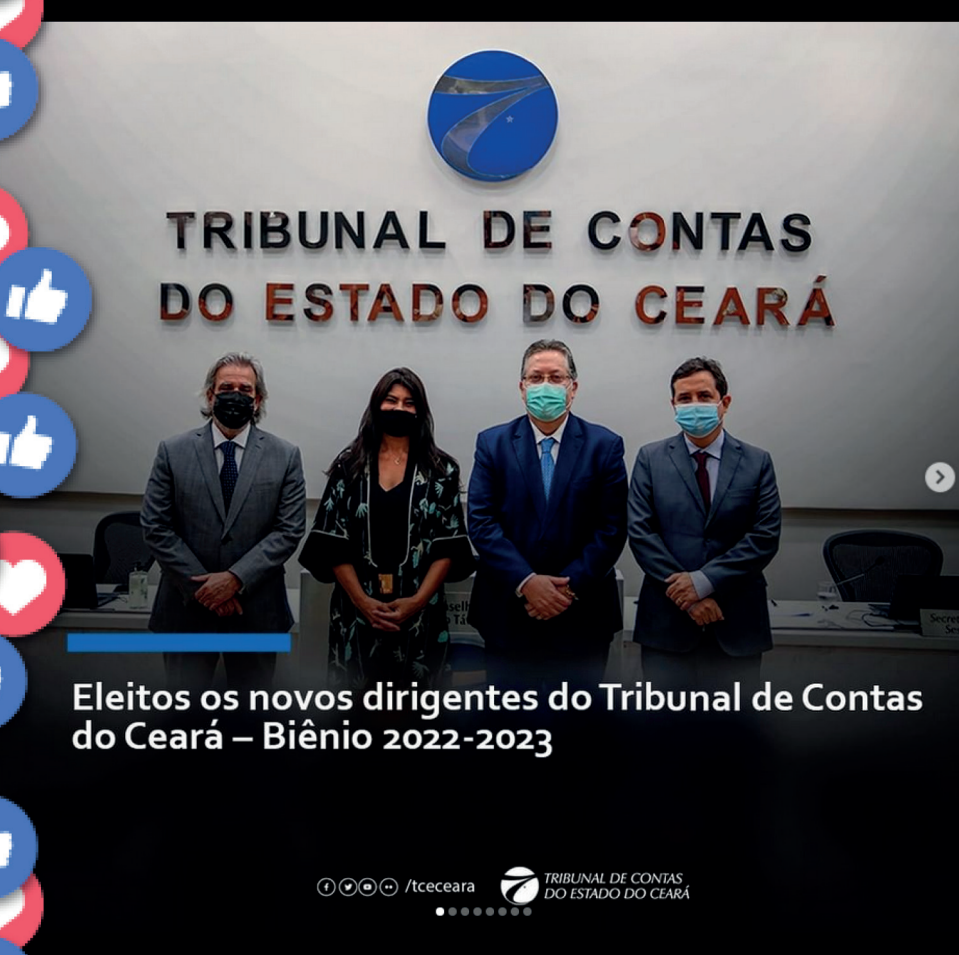 TRIBUNAL DE CONTAS
DO ESTADO DO CEARÁ
Eleitos os novos dirigentes do Tribunal de Contas
do Ceará – Biênio 2022-2023
/tceceara
TRIBUNAL DE CONTAS
DO ESTADO DO CEARÁ